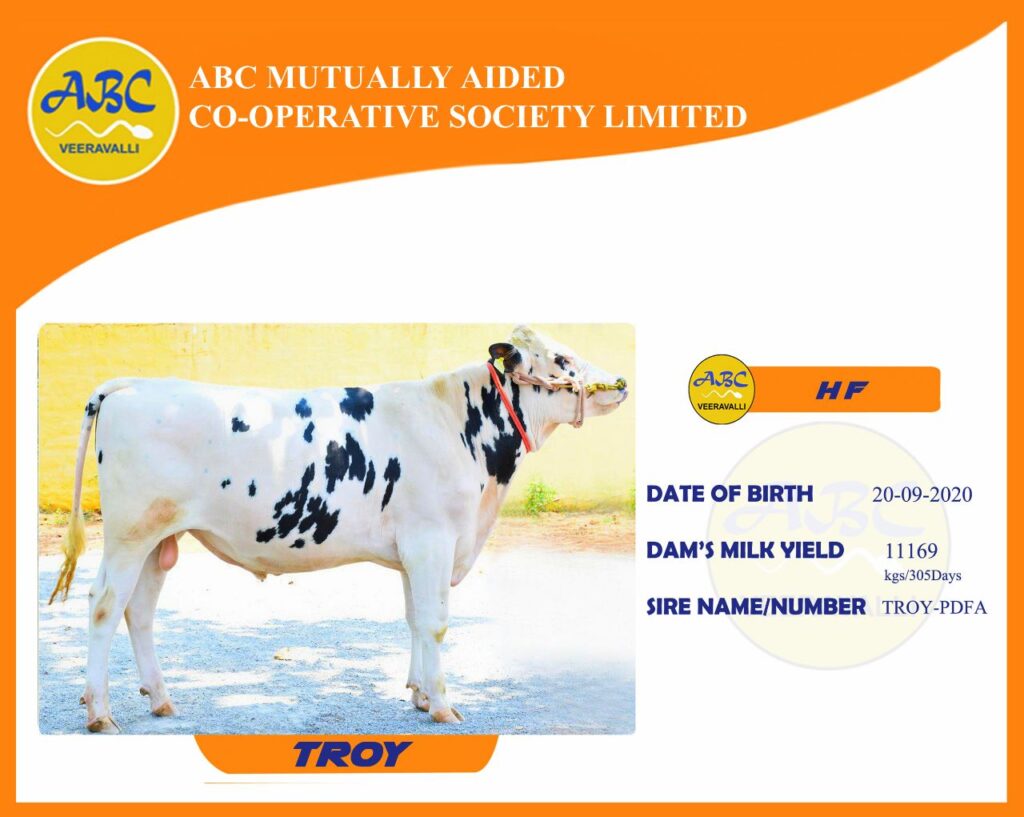 ABC
VEERAVALLI
ABC MUTUALLY AIDED
CO-OPERATIVE SOCIETY LIMITED
ABC
VEERAVALLI
HF
DATE OF BIRTH 20-09-2020
DAM'S MILK YIELD 11169
kgs/305Days
SIRE NAME/NUMBER TROY-PDFA
ABC
TROY